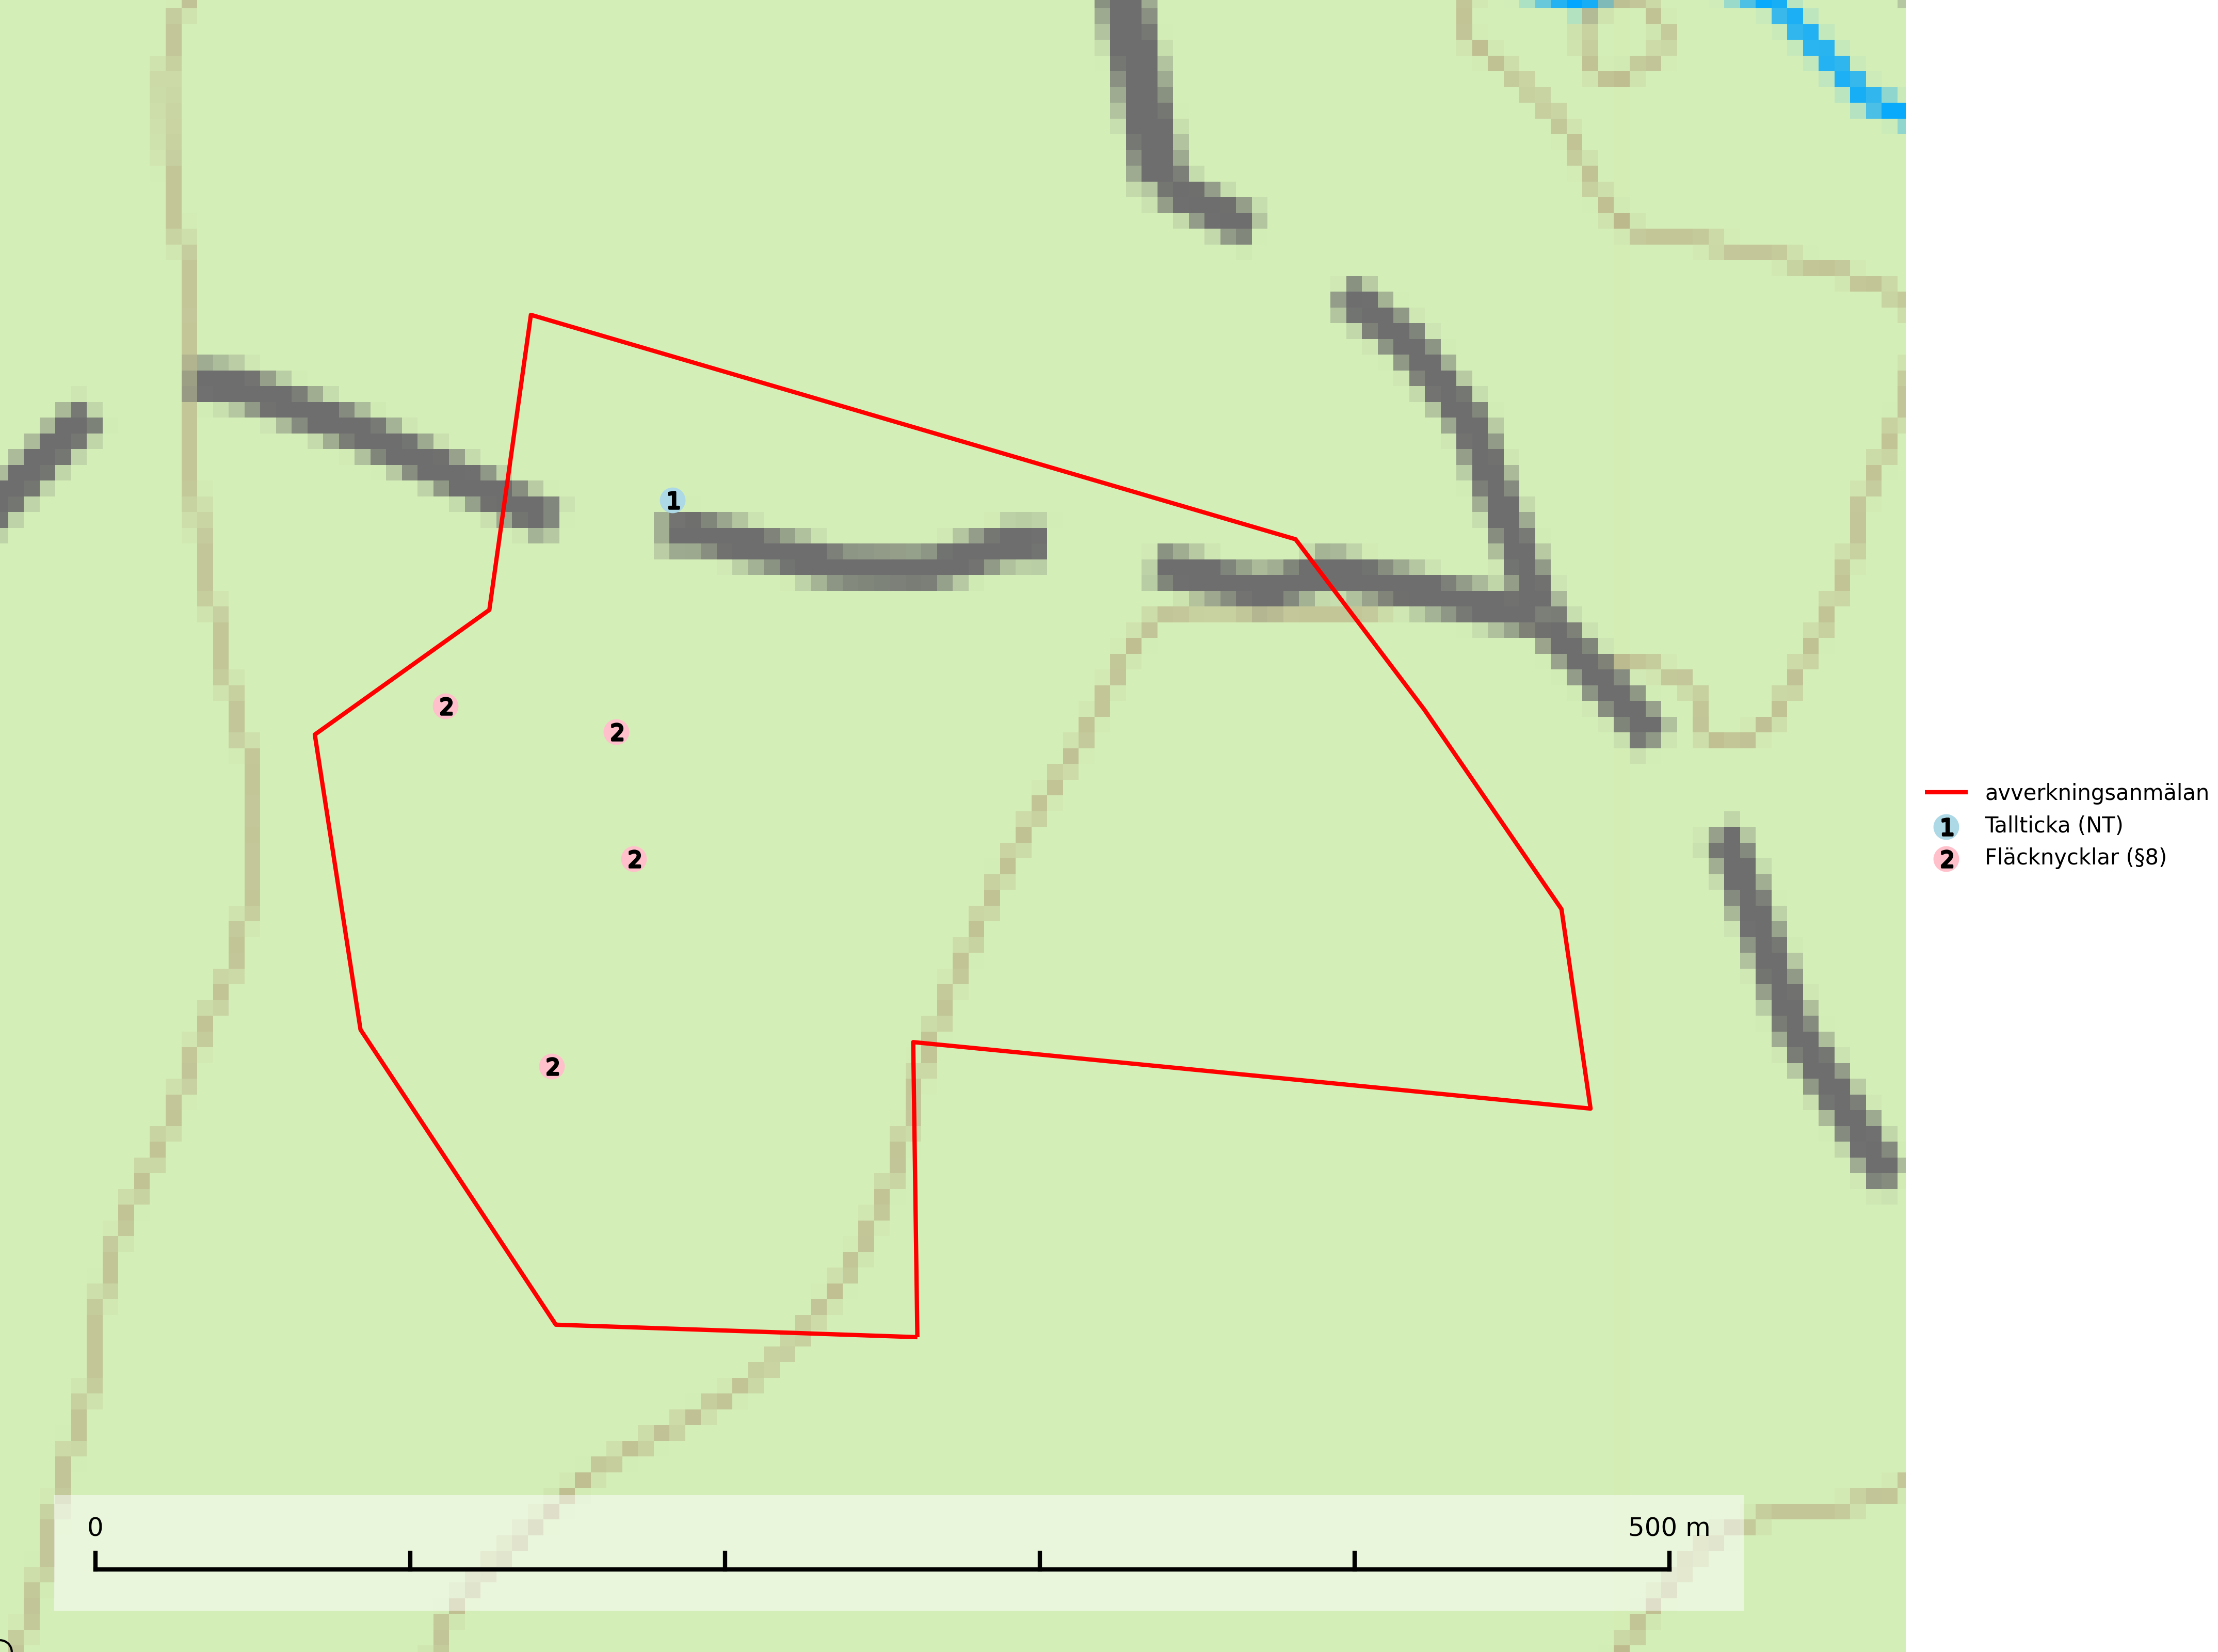 1
2
2
2
2
avverkningsanmälan
1 Tallticka (NT)
2 Fläcknycklar (§8)
0 500 m